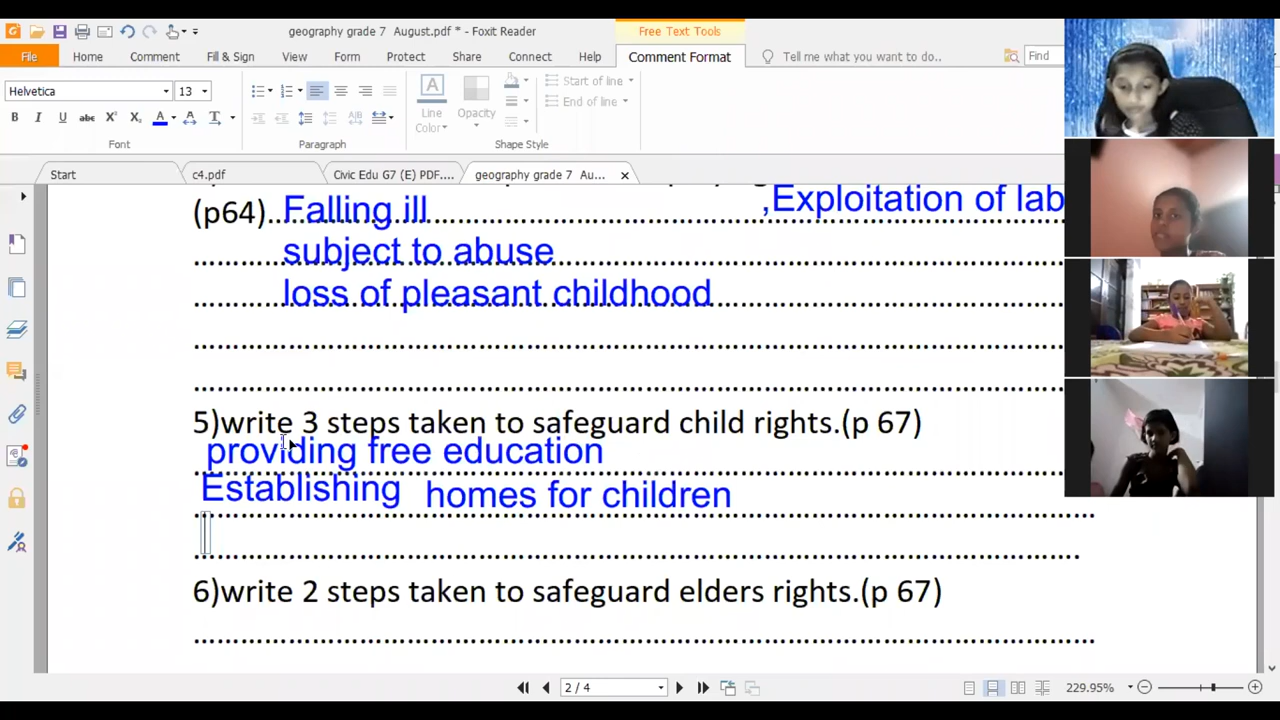 geography grade 7 August.pdf * - Foxit Reader
Free Text Tools
File Home Comment Fill & Sign View Form Protect Share Connect Help Comment Format Tell me what you want to do.. Find
Helvetica 13
Start of line
End of line
Line Color
Opacity
Font Paragraph Shape Style
Start c4.pdf Civic Edu G7 (E) PDF.... geography grade 7 Au...
,Exploitation of lab
(p64) Falling ill
subject to abuse
loss of pleasant childhood
5)write 3 steps taken to safeguard child rights.(p 67)
providing free education
Establishing homes for children
6)write 2 steps taken to safeguard elders rights.(p 67)
2 / 4 229.95%